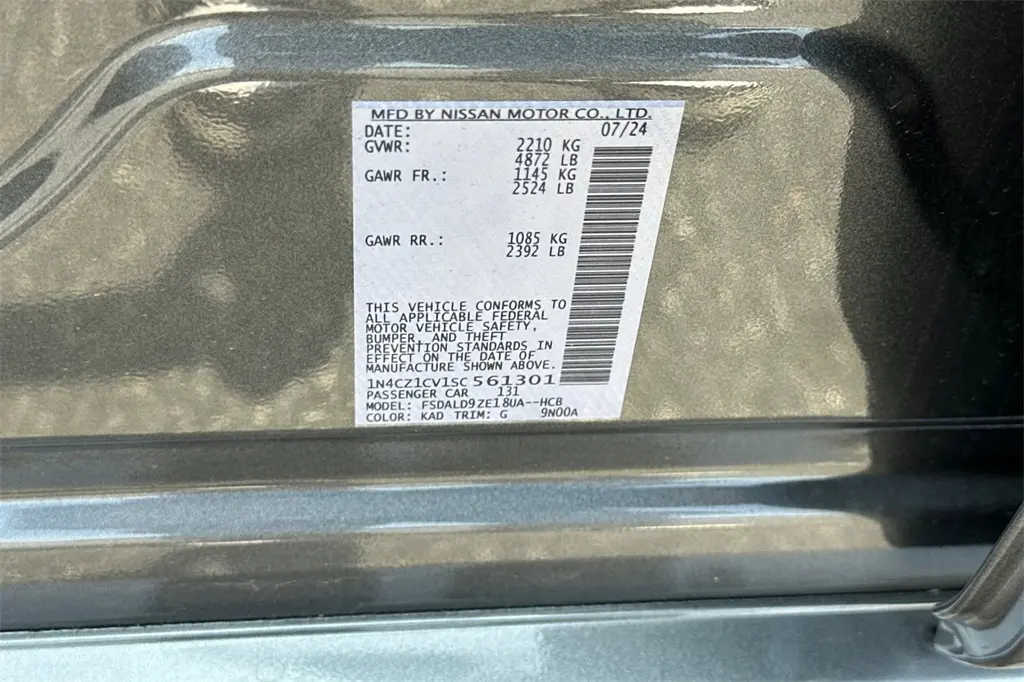 MFD BY NISSAN MOTOR CO., LTD.
DATE: 07/24
GVWR: 2210 KG
4872 LB
GAWR FR.: 1145 KG
2524 LB
GAWR RR.: 1085 KG
2392 LB
THIS VEHICLE CONFORMS TO
ALL APPLICABLE FEDERAL
MOTOR VEHICLE SAFETY,
BUMPER, AND THEFT
PREVENTION STANDARDS IN
EFFECT ON THE DATE OF
MANUFACTURE SHOWN ABOVE.
1N4CZ1CV1SC561301
PASSENGER CAR 131
MODEL: FSDALD9ZE18UA--HCB
COLOR: KAD TRIM: G 9N00A